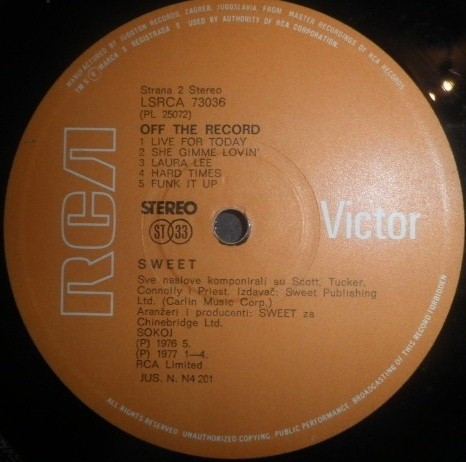 MANUFACTURED BY JUGOTON RECORDS, ZAGREB, JUGOSLAVIA, FROM MASTER RECORDINGS OF RCA RECORDS.
TM S ® MARCA S REGISTRADA S USED BY AUTHORITY OF RCA CORPORATION.
Strana 2 Stereo
LSRCA 73036
(PL 25072)
OFF THE RECORD
1 LIVE FOR TODAY
2 SHE GIMME LOVIN'
3 LAURA LEE
4 HARD TIMES
5 FUNK IT UP
STEREO
ST 33
RCA
Victor
SWEET
Sve naslove komponirali su Scott, Tucker,
Connolly i Priest. Izdavač: Sweet Publishing
Ltd. (Carlin Music Corp.)
Aranžeri i producenti: SWEET za
Chinebridge Ltd.
SOKOJ
(P) 1976 5.
(P) 1977 1—4.
RCA Limited
JUS. N. N4 201
ALL RIGHTS RESERVED. UNAUTHORIZED COPYING, PUBLIC PERFORMANCE, BROADCASTING OF THIS RECORD FORBIDDEN